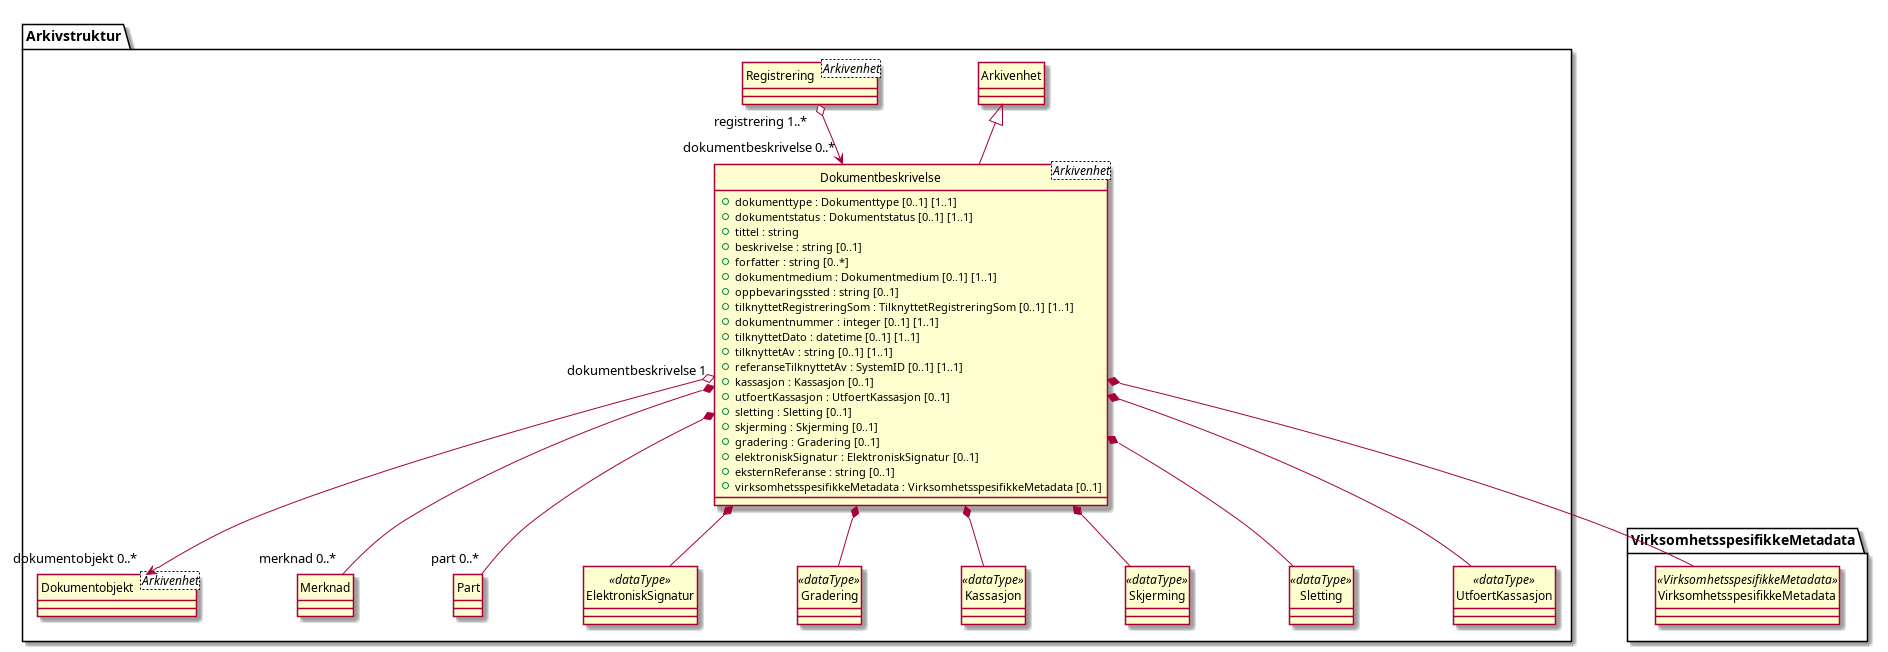 Arkivstruktur
Registrering
Arkivenhet
Arkivenhet
registrering 1..*
dokumentbeskrivelse 0..*
Dokumentbeskrivelse
Arkivenhet
dokumenttype : Dokumenttype [0..1] [1..1]
dokumentstatus : Dokumentstatus [0..1] [1..1]
tittel : string
beskrivelse : string [0..1]
forfatter : string [0..*]
dokumentmedium : Dokumentmedium [0..1] [1..1]
oppbevaringssted : string [0..1]
tilknyttetRegistreringSom : TilknyttetRegistreringSom [0..1] [1..1]
dokumentnummer : integer [0..1] [1..1]
tilknyttetDato : datetime [0..1] [1..1]
tilknyttetAv : string [0..1] [1..1]
referanseTilknyttetAv : SystemID [0..1] [1..1]
kassasjon : Kassasjon [0..1]
utfoertKassasjon : UtfoertKassasjon [0..1]
sletting : Sletting [0..1]
skjerming : Skjerming [0..1]
gradering : Gradering [0..1]
elektroniskSignatur : ElektroniskSignatur [0..1]
eksternReferanse : string [0..1]
virksomhetsspesifikkeMetadata : VirksomhetsspesifikkeMetadata [0..1]
dokumentbeskrivelse 1
dokumentobjekt 0..*
merknad 0..*
part 0..*
Dokumentobjekt
Arkivenhet
Merknad
Part
«dataType»
ElektroniskSignatur
«dataType»
Gradering
«dataType»
Kassasjon
«dataType»
Skjerming
«dataType»
Sletting
«dataType»
UtfoertKassasjon
VirksomhetsspesifikkeMetadata
«VirksomhetsspesifikkeMetadata»
VirksomhetsspesifikkeMetadata